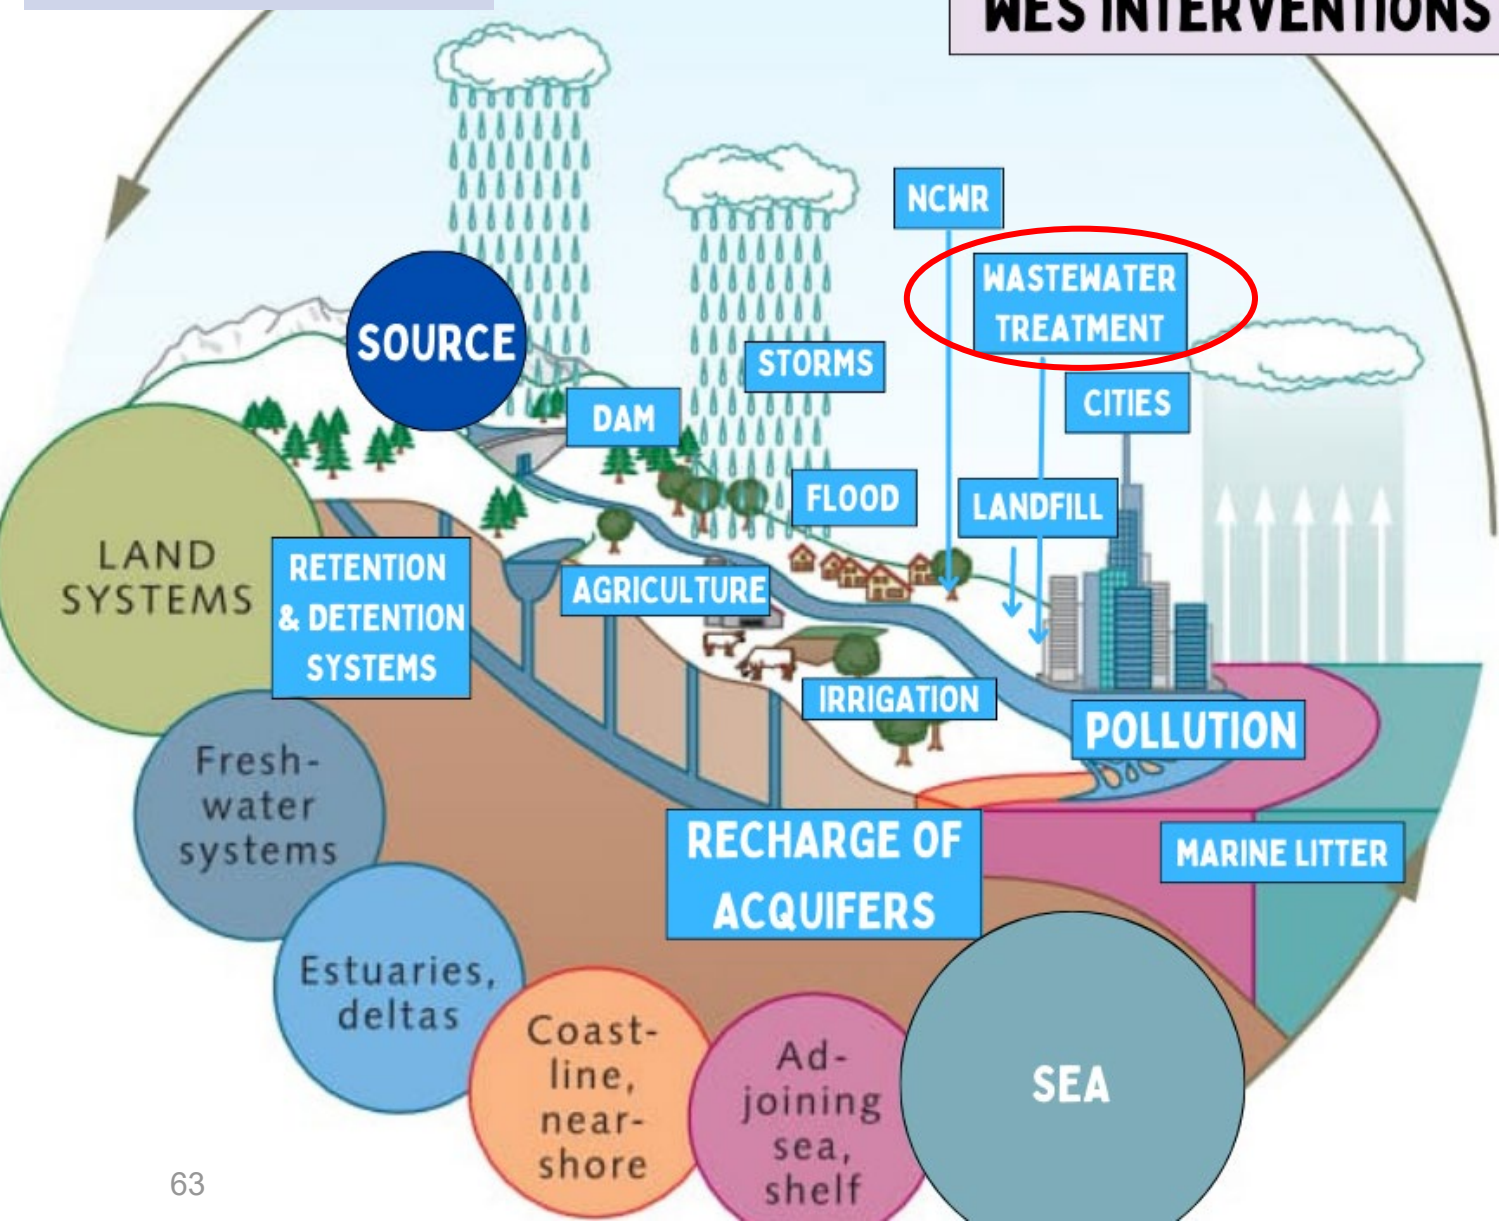 WES INTERVENTIONS
NCWR
WASTEWATER
TREATMENT
SOURCE
STORMS
CITIES
DAM
FLOOD
LANDFILL
LAND
SYSTEMS
RETENTION
& DETENTION
SYSTEMS
AGRICULTURE
IRRIGATION
POLLUTION
Fresh-
water
systems
RECHARGE OF
ACQUIFERS
MARINE LITTER
Estuaries,
deltas
Coast-
line,
near-
shore
Ad-
joining
sea,
shelf
SEA
63